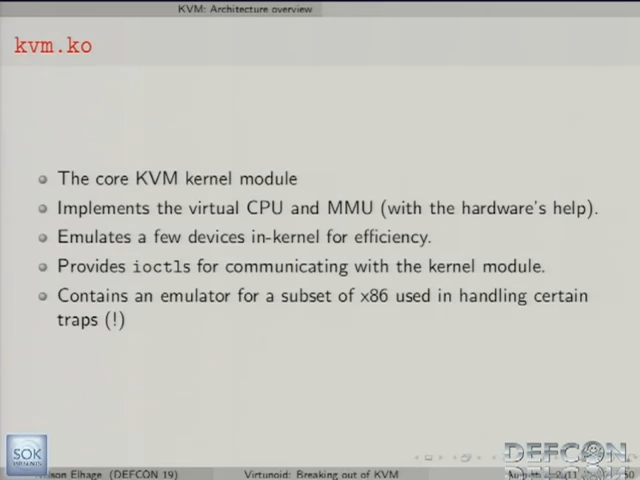 KVM: Architecture overview
kvm.ko
The core KVM kernel module
Implements the virtual CPU and MMU (with the hardware's help).
Emulates a few devices in-kernel for efficiency.
Provides ioctls for communicating with the kernel module.
Contains an emulator for a subset of x86 used in handling certain
traps (!)
SOK
DEFCON
Elhage (DEFCON 19)
Virtunoid: Breaking out of KVM
50